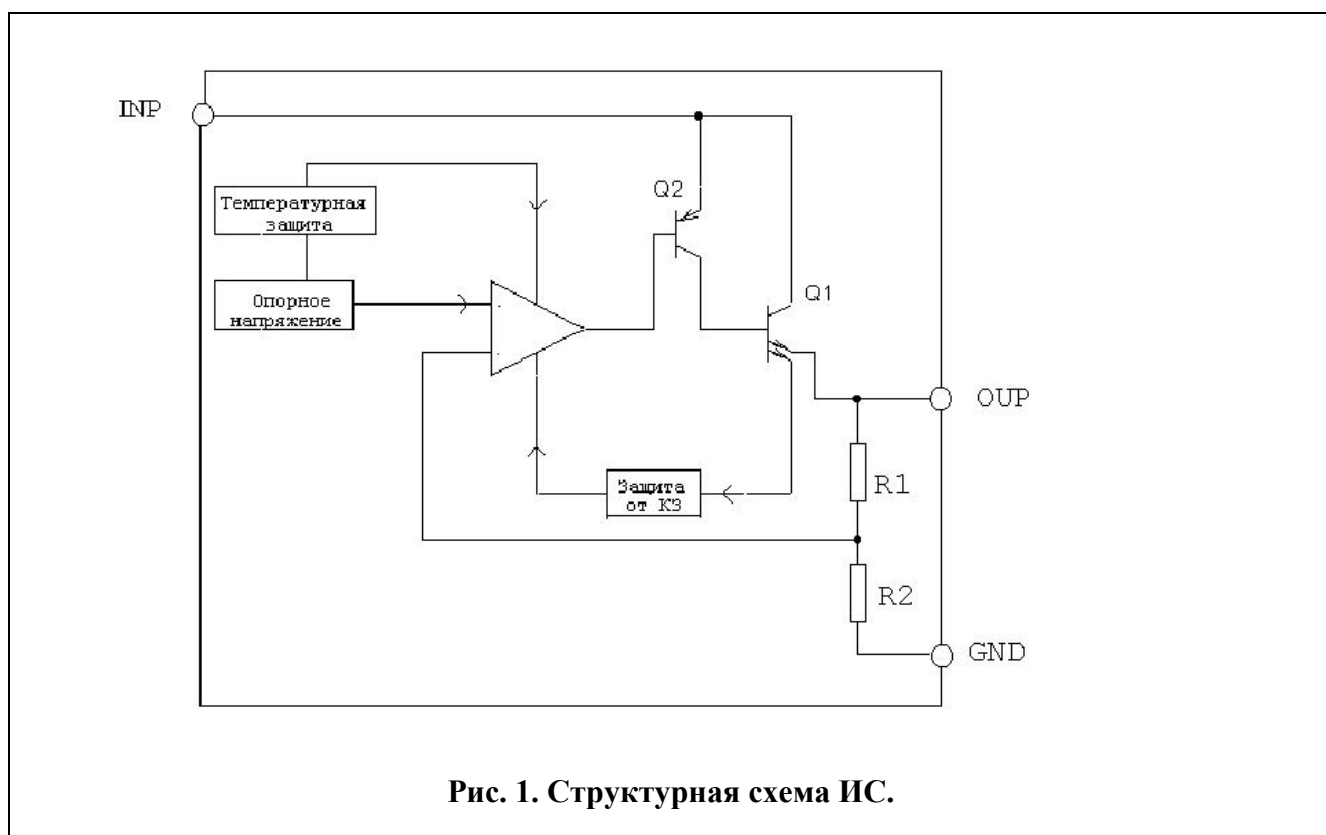 INP
Температурная
защита
Q2
Опорное
напряжение
Q1
OUP
Защита
от КЗ
R1
R2
GND
Рис. 1. Структурная схема ИС.